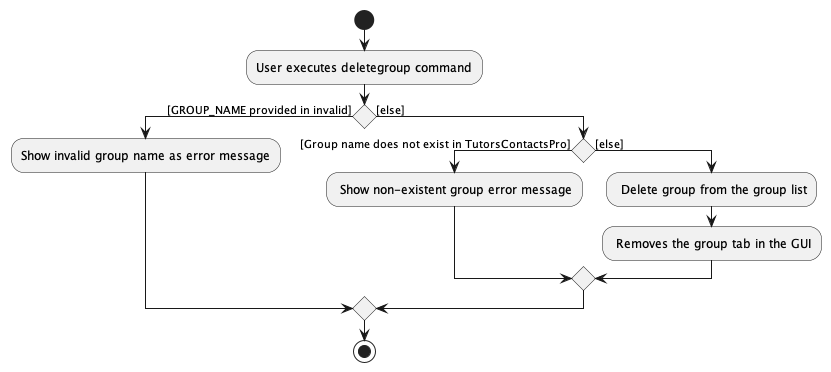 User executes deletegroup command
[GROUP_NAME provided in invalid]
[else]
Show invalid group name as error message
[Group name does not exist in TutorsContactsPro]
[else]
Show non-existent group error message
Delete group from the group list
Removes the group tab in the GUI